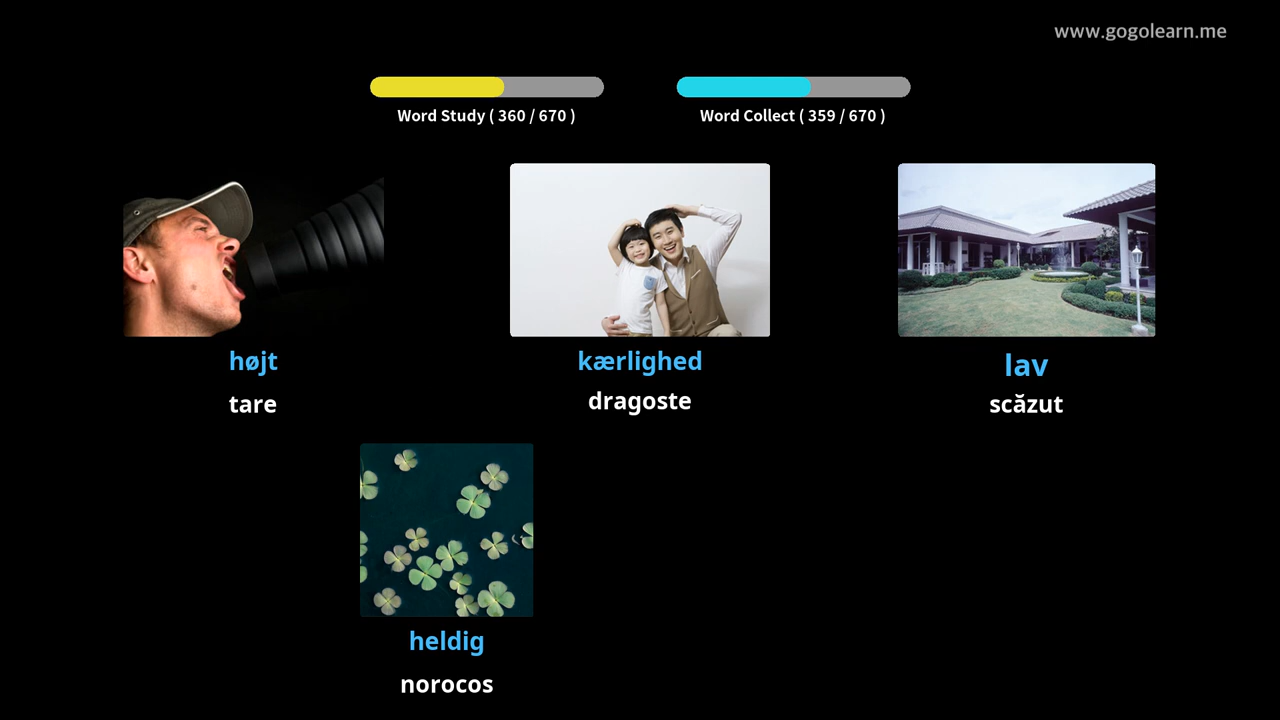 www.gogolearn.me
Word Study ( 360 / 670 )
Word Collect ( 359 / 670 )
højt
kærlighed
lav
tare
dragoste
scăzut
heldig
norocos